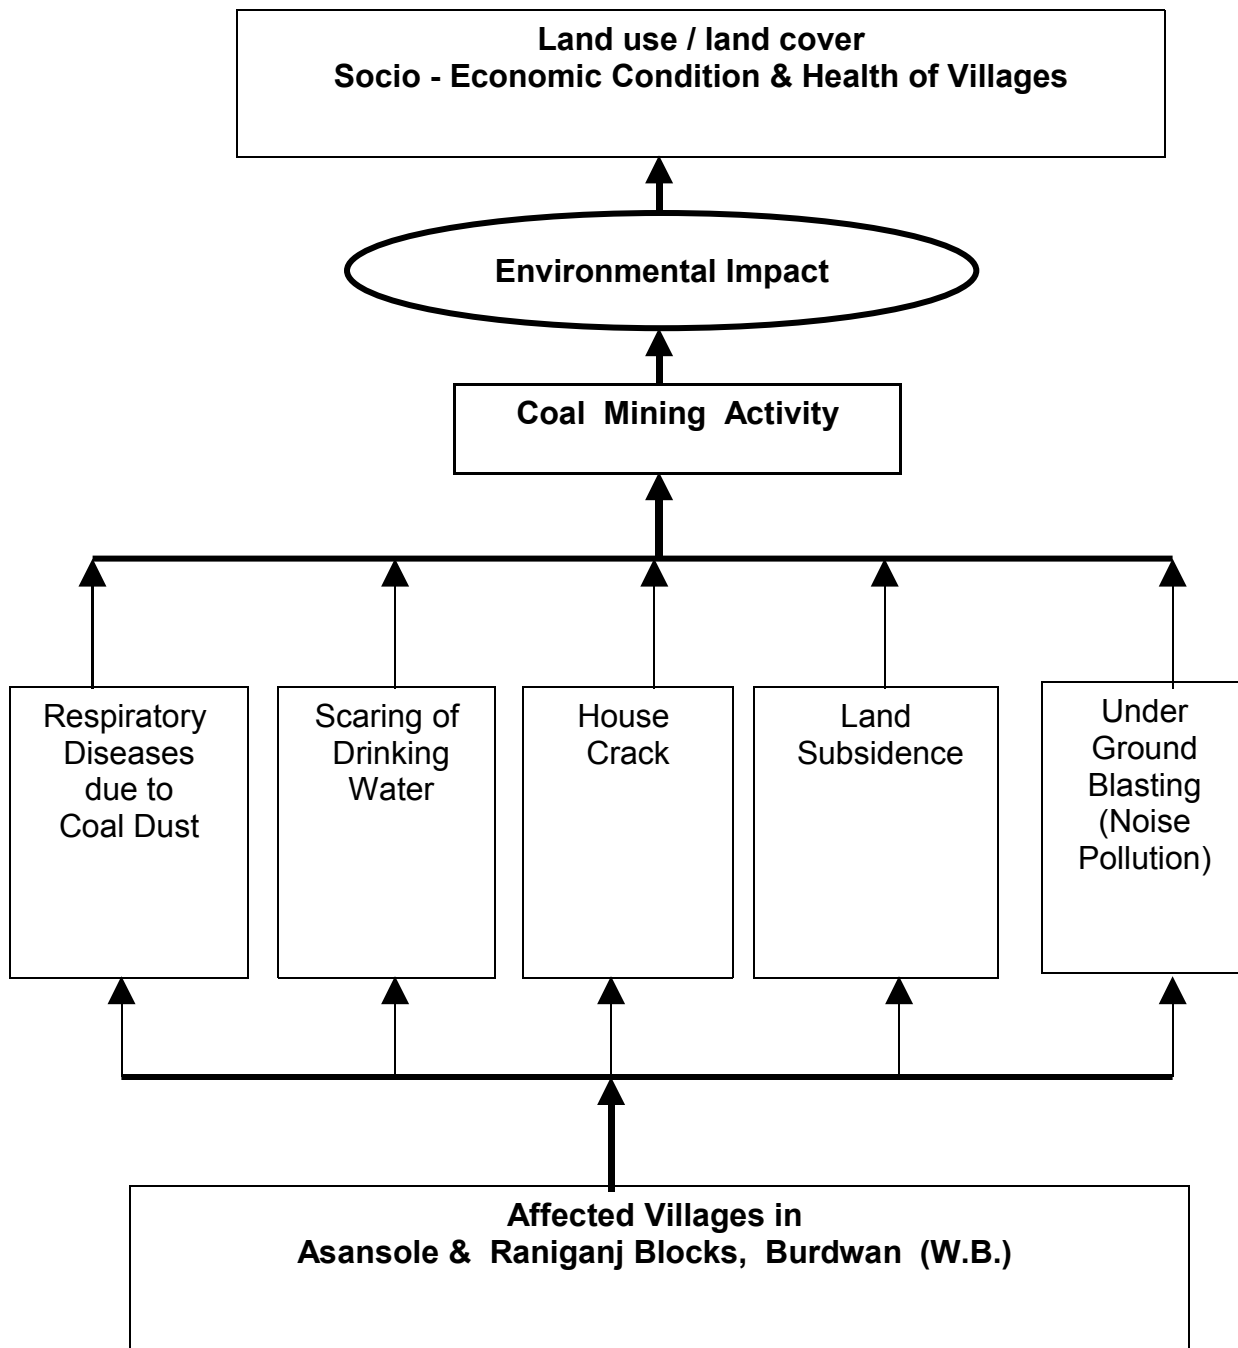 Land use / land cover
Socio - Economic Condition & Health of Villages
Environmental Impact
Coal Mining Activity
Respiratory
Diseases
due to
Coal Dust
Scaring of
Drinking
Water
House
Crack
Land
Subsidence
Under
Ground
Blasting
(Noise
Pollution)
Affected Villages in
Asansole & Raniganj Blocks, Burdwan (W.B.)